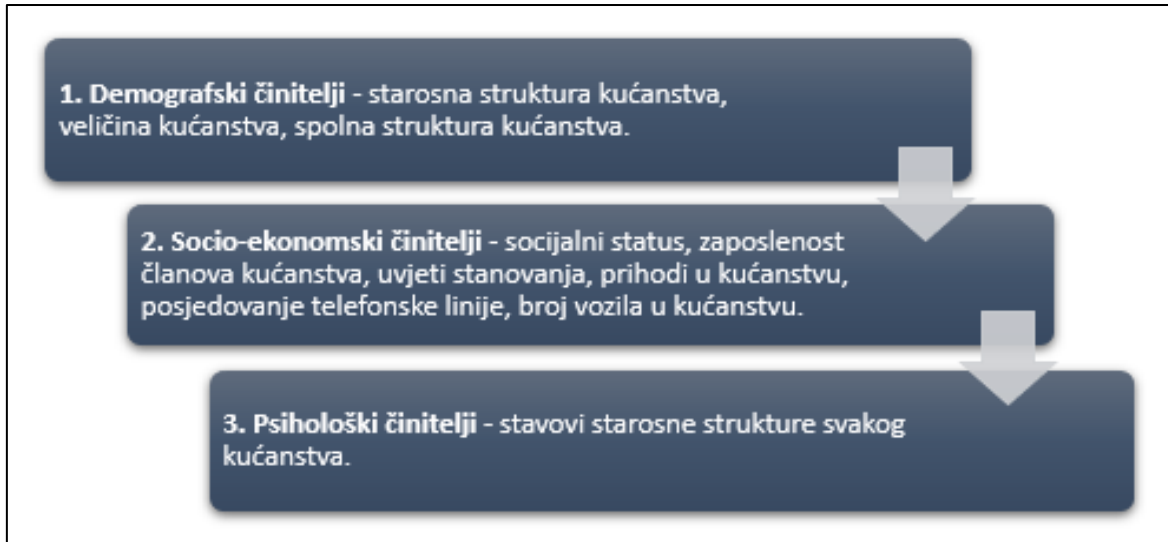 1. Demografski činitelji - starosna struktura kućanstva,
veličina kućanstva, spolna struktura kućanstva.
2. Socio-ekonomski činitelji - socijalni status, zaposlenost
članova kućanstva, uvjeti stanovanja, prihodi u kućanstvu,
posjedovanje telefonske linije, broj vozila u kućanstvu.
3. Psihološki činitelji - stavovi starosne strukture svakog
kućanstva.